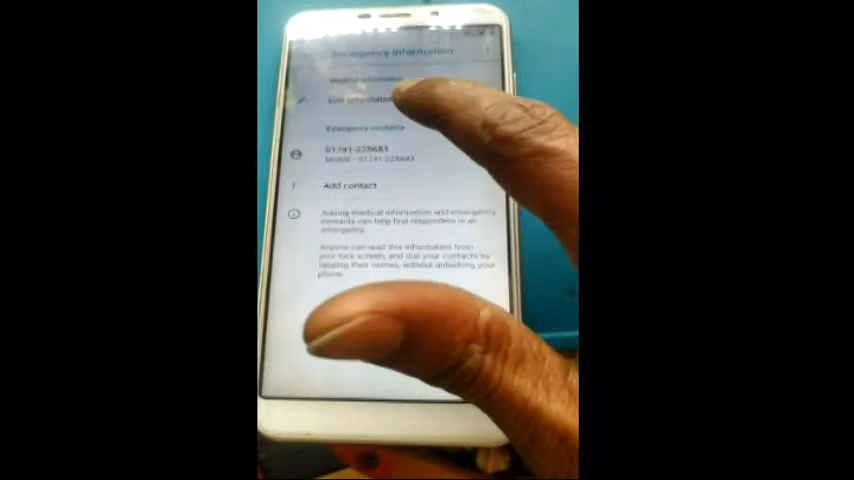 Emergency information
Medical information
Edit information
Emergency contacts
01741-225683
Mobile · 01741-225683
Add contact
Adding medical information and emergency
contacts can help first responders in an
emergency.
Anyone can read this information from
your lock screen, and dial your contacts by
tapping their names, without unlocking your
phone.